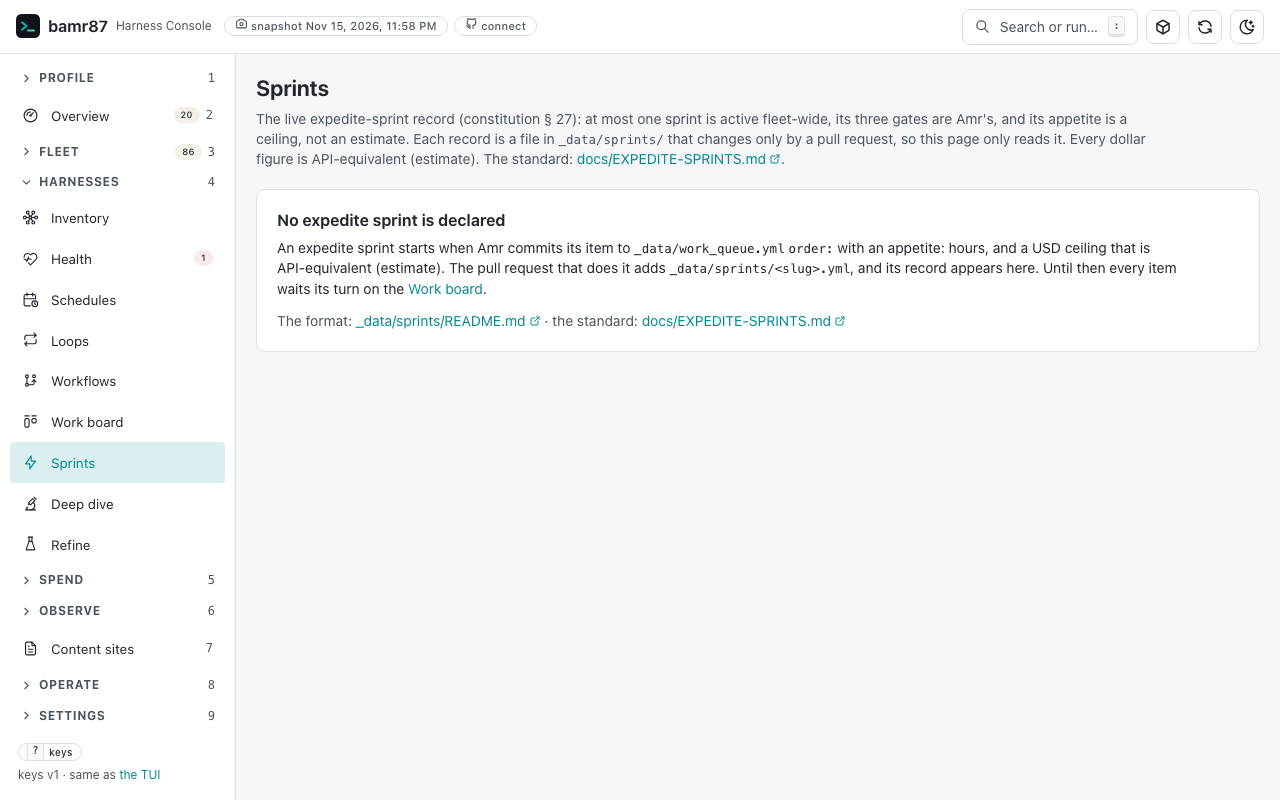 bamr87 Harness Console snapshot Nov 15, 2026, 11:58 PM connect Search or run... :
PROFILE 1
Overview 20 2
FLEET 86 3
HARNESSES 4
Inventory
Health 1
Schedules
Loops
Workflows
Work board
Sprints
Deep dive
Refine
SPEND 5
OBSERVE 6
Content sites 7
OPERATE 8
SETTINGS 9
? keys
keys v1 · same as the TUI
Sprints
The live expedite-sprint record (constitution § 27): at most one sprint is active fleet-wide, its three gates are Amr's, and its appetite is a
ceiling, not an estimate. Each record is a file in _data/sprints/ that changes only by a pull request, so this page only reads it. Every dollar
figure is API-equivalent (estimate). The standard: docs/EXPEDITE-SPRINTS.md.
No expedite sprint is declared
An expedite sprint starts when Amr commits its item to _data/work_queue.yml order: with an appetite: hours, and a USD ceiling that is
API-equivalent (estimate). The pull request that does it adds _data/sprints/<slug>.yml, and its record appears here. Until then every item
waits its turn on the Work board.
The format: _data/sprints/README.md · the standard: docs/EXPEDITE-SPRINTS.md